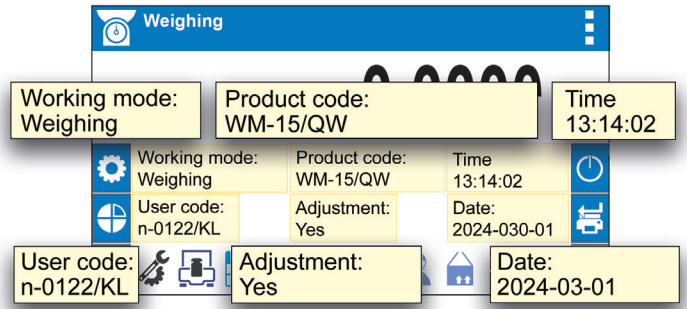 Weighing
Working mode:
Weighing
Product code:
WM-15/QW
Time
13:14:02
Working mode:
Weighing
Product code:
WM-15/QW
Time
13:14:02
User code:
n-0122/KL
Adjustment:
Yes
Date:
2024-030-01
User code:
n-0122/KL
Adjustment:
Yes
Date:
2024-03-01